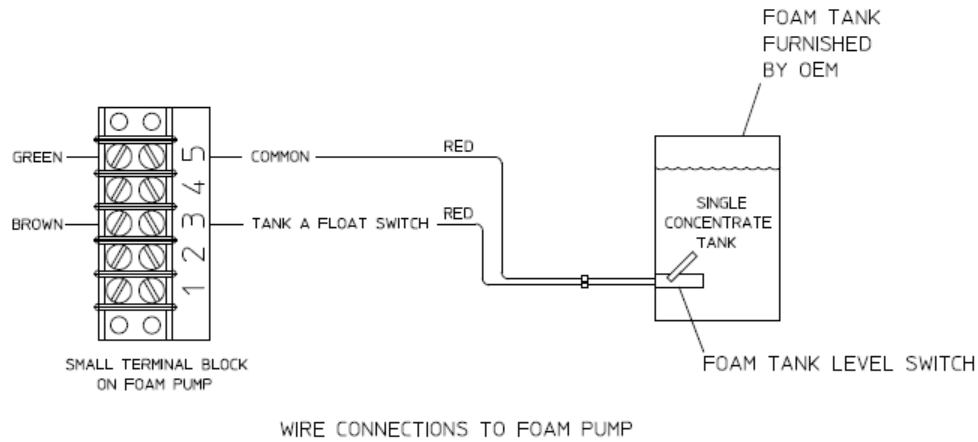 FOAM TANK
FURNISHED
BY OEM
GREEN
5
COMMON
RED
4
BROWN
3
TANK A FLOAT SWITCH
RED
2
1
SINGLE
CONCENTRATE
TANK
FOAM TANK LEVEL SWITCH
SMALL TERMINAL BLOCK
ON FOAM PUMP
WIRE CONNECTIONS TO FOAM PUMP